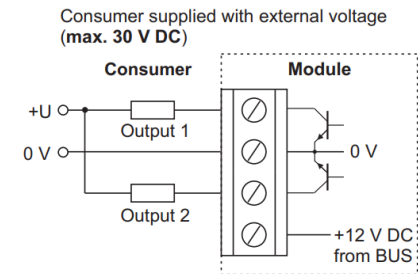 Consumer supplied with external voltage
(max. 30 V DC)
Consumer Module
+U
Output 1
0 V 0 V
Output 2
+12 V DC
from BUS